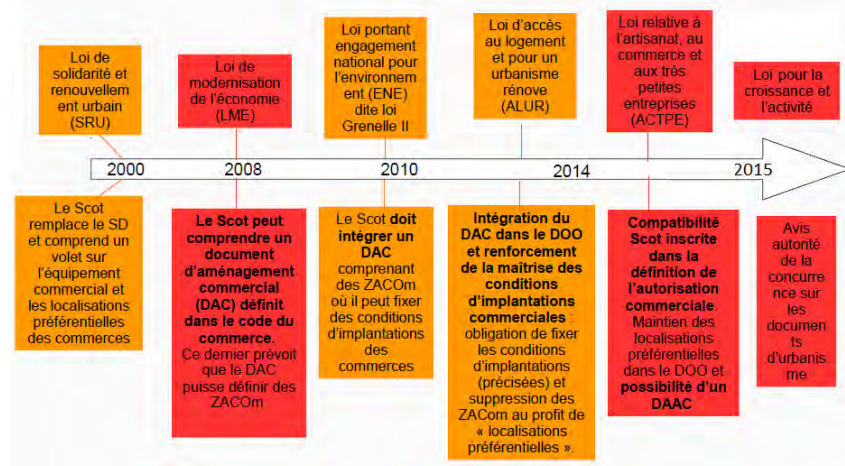 Loi de
solidarité et
renouvellem
ent urbain
(SRU)
Loi de
modernisation
de l'économie
(LME)
Loi portant
engagement
national pour
l'environnem
ent (ENE)
dite loi
Grenelle II
Loi d'accès
au logement
et pour un
urbanisme
rénove
(ALUR)
Loi relative à
l'artisanat, au
commerce et
aux très
petites
entreprises
(ACTPE)
Loi pour la
croissance et
l'activité
2000
2008
2010
2014
2015
Le Scot
remplace le SD
et comprend un
volet sur
l'équipement
commercial et
les localisations
préférentielles
des commerces
Le Scot peut
comprendre un
document
d'aménagement
commercial
(DAC) définit
dans le code du
commerce.
Ce dernier prévoit
que le DAC
puisse définir des
ZACOm
Le Scot doit
intégrer un
DAC
comprenant
des ZACOm
où il peut fixer
des conditions
d'implantations
des
commerces
Intégration du
DAC dans le DOO
et renforcement
de la maîtrise des
conditions
d'implantations
commerciales :
obligation de fixer
les conditions
d'implantations
(précisées) et
suppression des
ZACom au profit de
« localisations
préférentielles ».
Compatibilité
Scot inscrite
dans la
définition de
l'autorisation
commerciale.
Maintien des
localisations
préférentielles
dans le DOO et
possibilité d'un
DAAC
Avis
autorité
de la
concurre
nce sur
les
documen
ts
d'urbanis
me